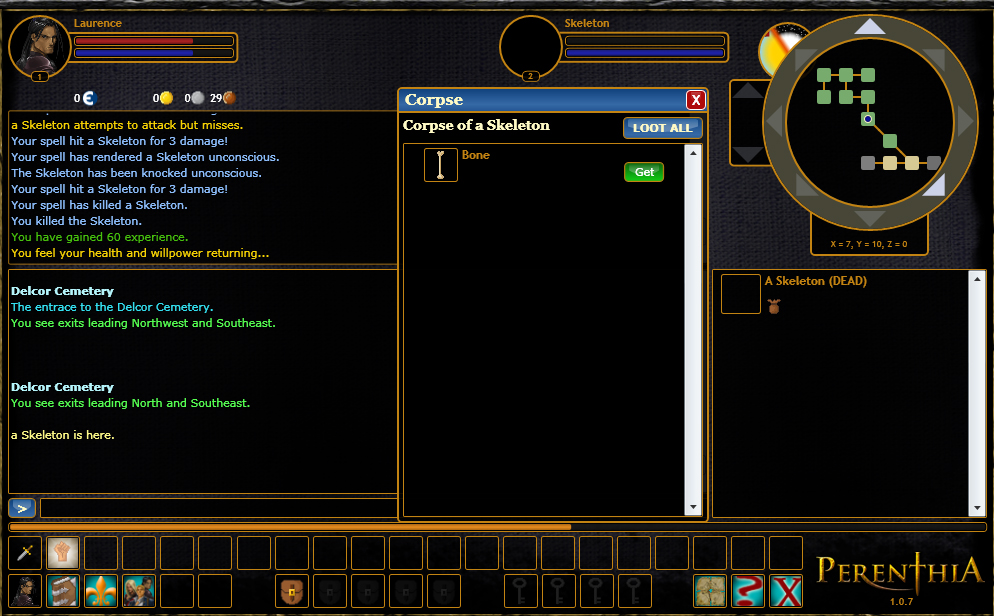 Laurence
1
Skeleton
2
0 0 0 29
a Skeleton attempts to attack but misses.
Your spell hit a Skeleton for 3 damage!
Your spell has rendered a Skeleton unconscious.
The Skeleton has been knocked unconscious.
Your spell hit a Skeleton for 3 damage!
Your spell has killed a Skeleton.
You killed the Skeleton.
You have gained 60 experience.
You feel your health and willpower returning...
Delcor Cemetery
The entrace to the Delcor Cemetery.
You see exits leading Northwest and Southeast.
Delcor Cemetery
You see exits leading North and Southeast.
a Skeleton is here.
>
Corpse X
Corpse of a Skeleton LOOT ALL
Bone
Get
X = 7, Y = 10, Z = 0
A Skeleton (DEAD)
PERENTHIA
1.0.7